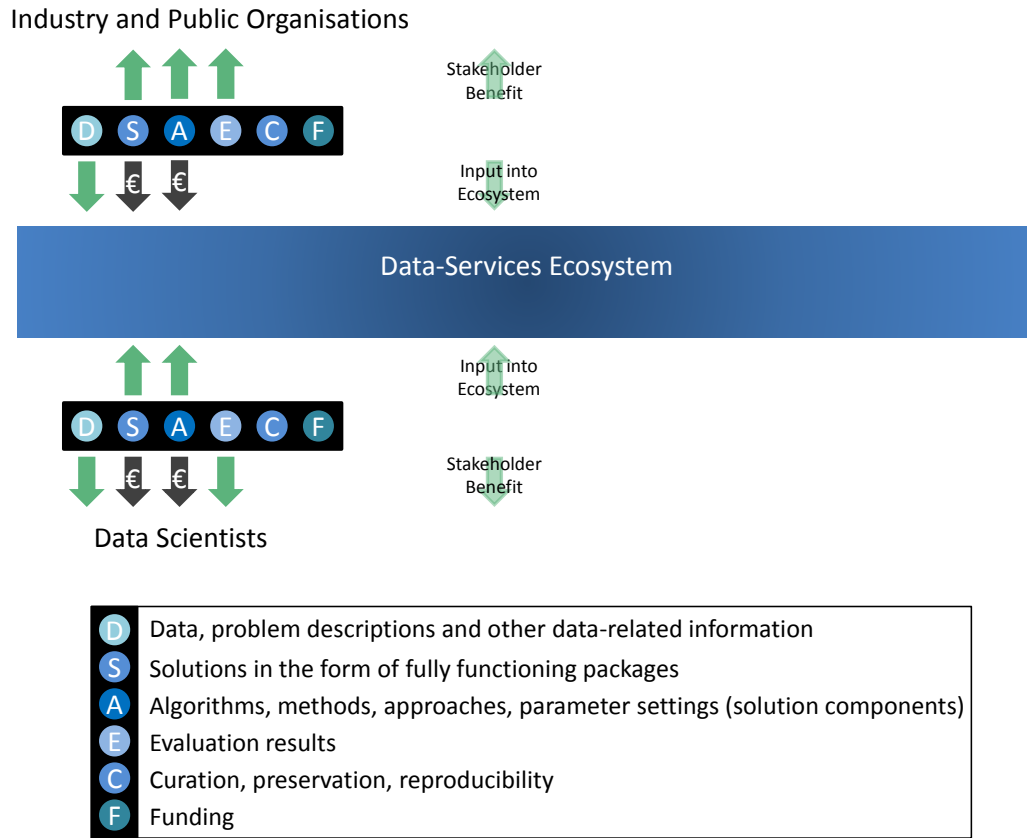 Industry and Public Organisations
Stakeholder
Benefit
D S A E C F
Input into
Ecosystem
€ €
Data-Services Ecosystem
Input into
Ecosystem
D S A E C F
Stakeholder
Benefit
€ €
Data Scientists
D Data, problem descriptions and other data-related information
S Solutions in the form of fully functioning packages
A Algorithms, methods, approaches, parameter settings (solution components)
E Evaluation results
C Curation, preservation, reproducibility
F Funding